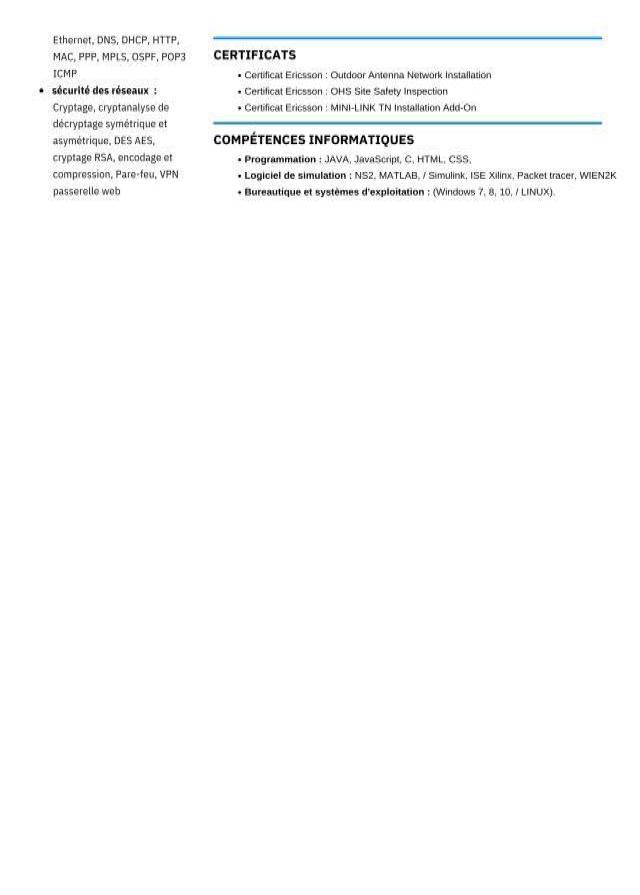 Ethernet, DNS, DHCP, HTTP,
MAC, PPP, MPLS, OSPF, POP3
ICMP
• sécurité des réseaux :
Cryptage, cryptanalyse de
décryptage symétrique et
asymétrique, DES AES,
cryptage RSA, encodage et
compression, Pare-feu, VPN
passerelle web
CERTIFICATS
• Certificat Ericsson : Outdoor Antenna Network Installation
• Certificat Ericsson : OHS Site Safety Inspection
• Certificat Ericsson : MINI-LINK TN Installation Add-On
COMPÉTENCES INFORMATIQUES
• Programmation : JAVA, JavaScript, C, HTML, CSS,
• Logiciel de simulation : NS2, MATLAB, / Simulink, ISE Xilinx, Packet tracer, WIEN2K
• Bureautique et systèmes d'exploitation : (Windows 7, 8, 10, / LINUX).